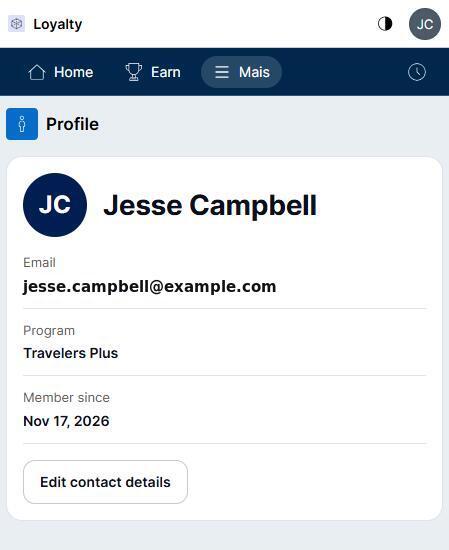 Loyalty
JC
Home
Earn
Mais
Profile
JC
Jesse Campbell
Email
jesse.campbell@example.com
Program
Travelers Plus
Member since
Nov 17, 2026
Edit contact details